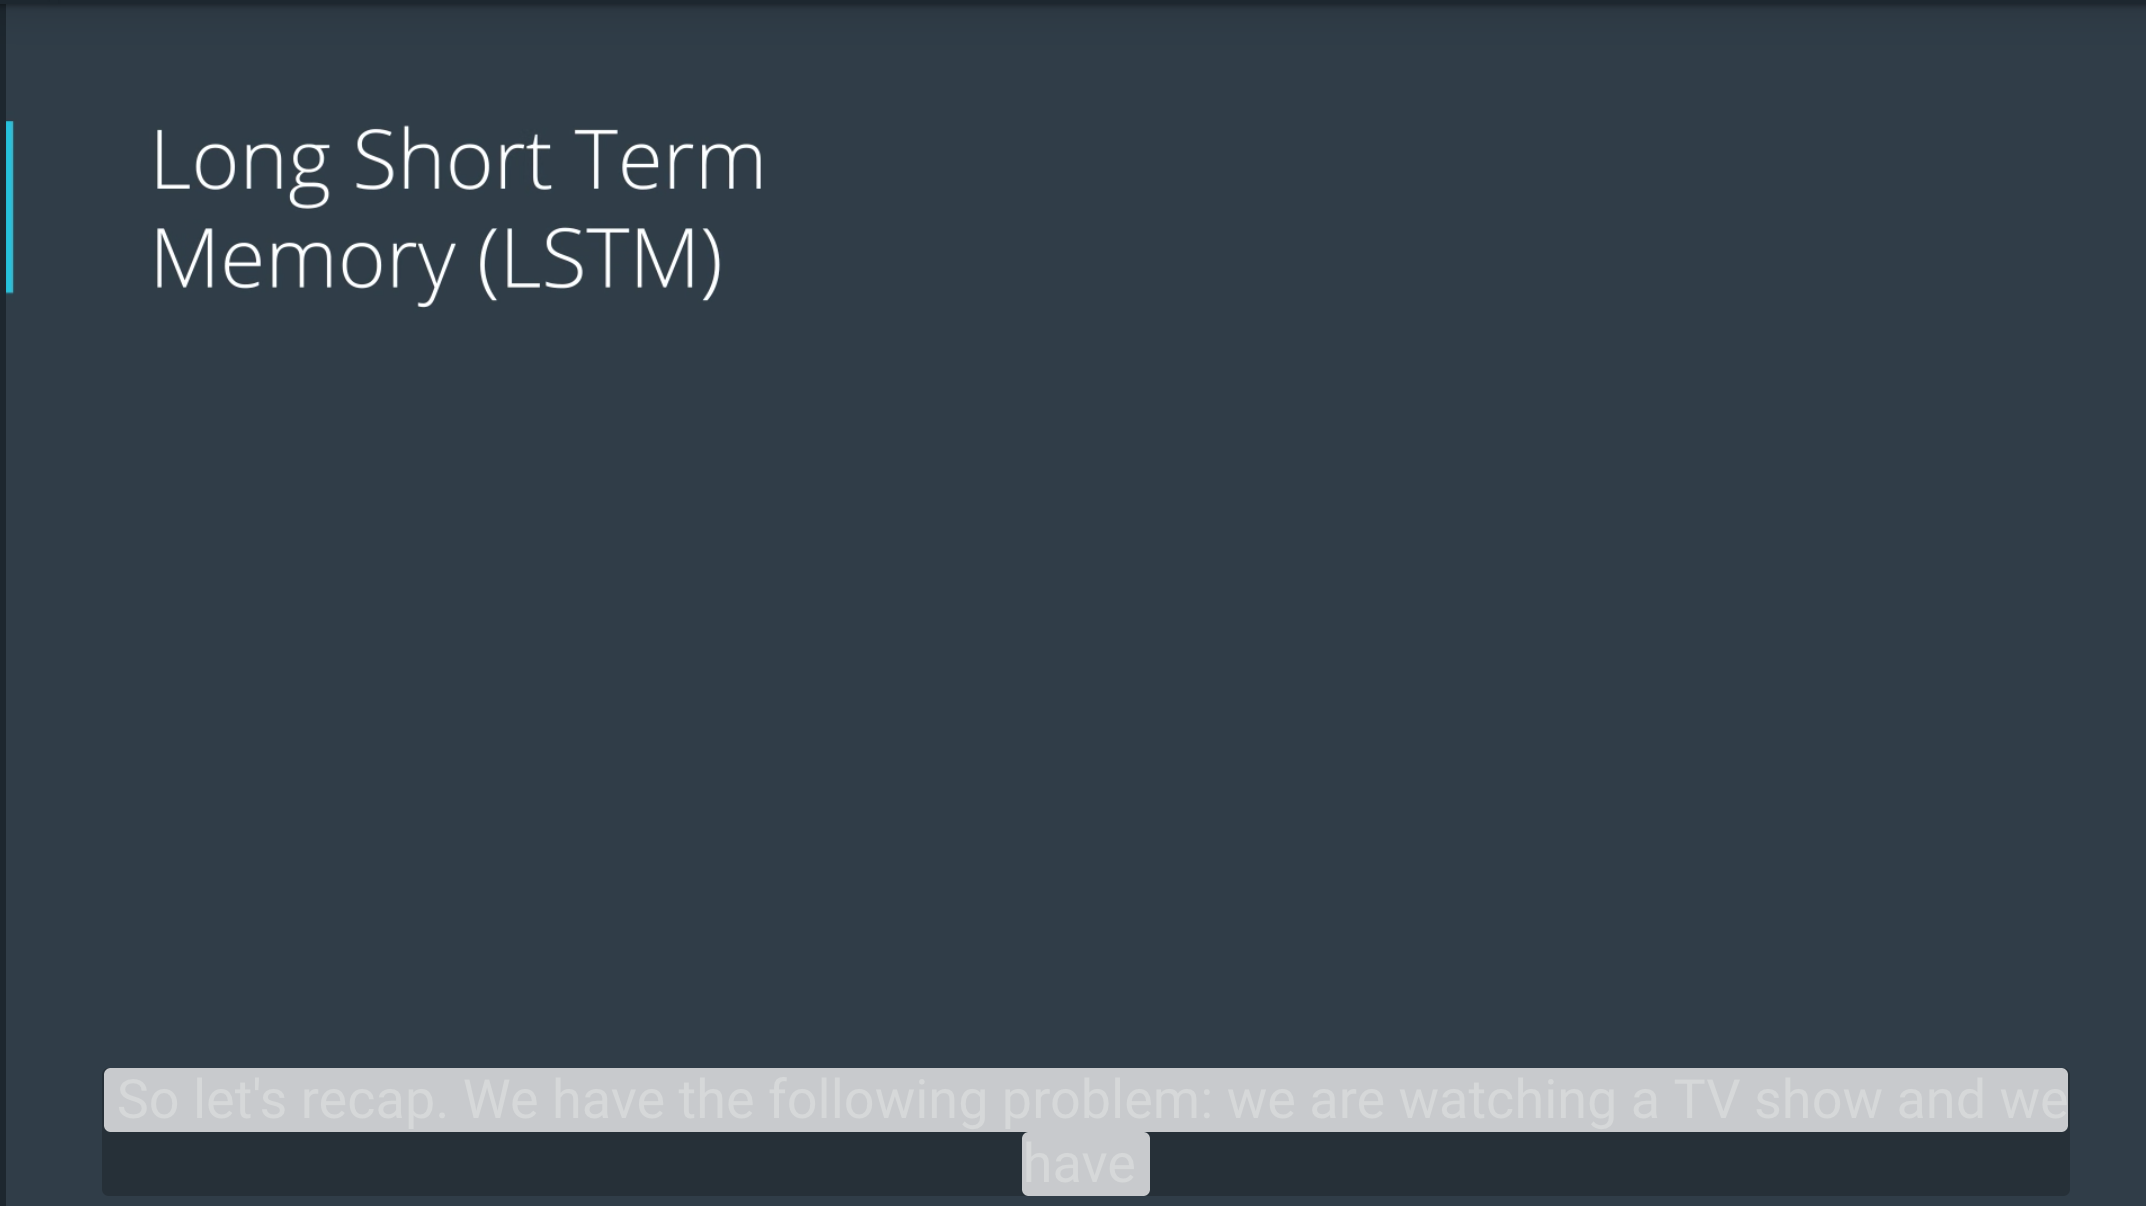 Long Short Term
Memory (LSTM)
So let's recap. We have the following problem: we are watching a TV show and we
have